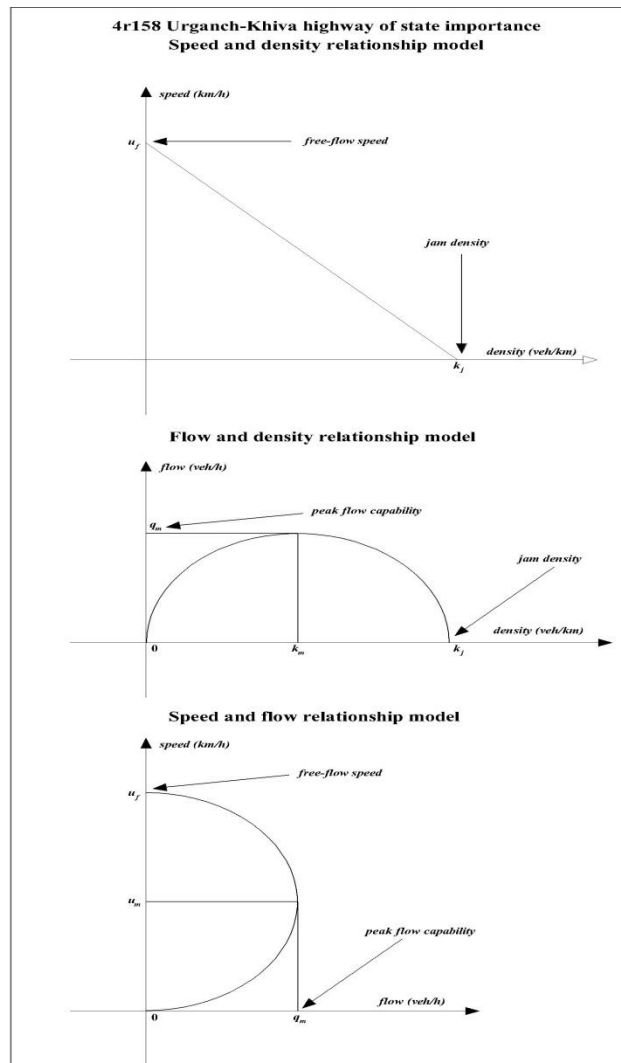 4r158 Urganch-Khiva highway of state importance
Speed and density relationship model
speed (km/h)
u_f
free-flow speed
jam density
density (veh/km)
k_j
Flow and density relationship model
flow (veh/h)
q_m
peak flow capability
jam density
density (veh/km)
0
k_m
k_j
Speed and flow relationship model
speed (km/h)
free-flow speed
u_f
u_m
peak flow capability
flow (veh/h)
0
q_m